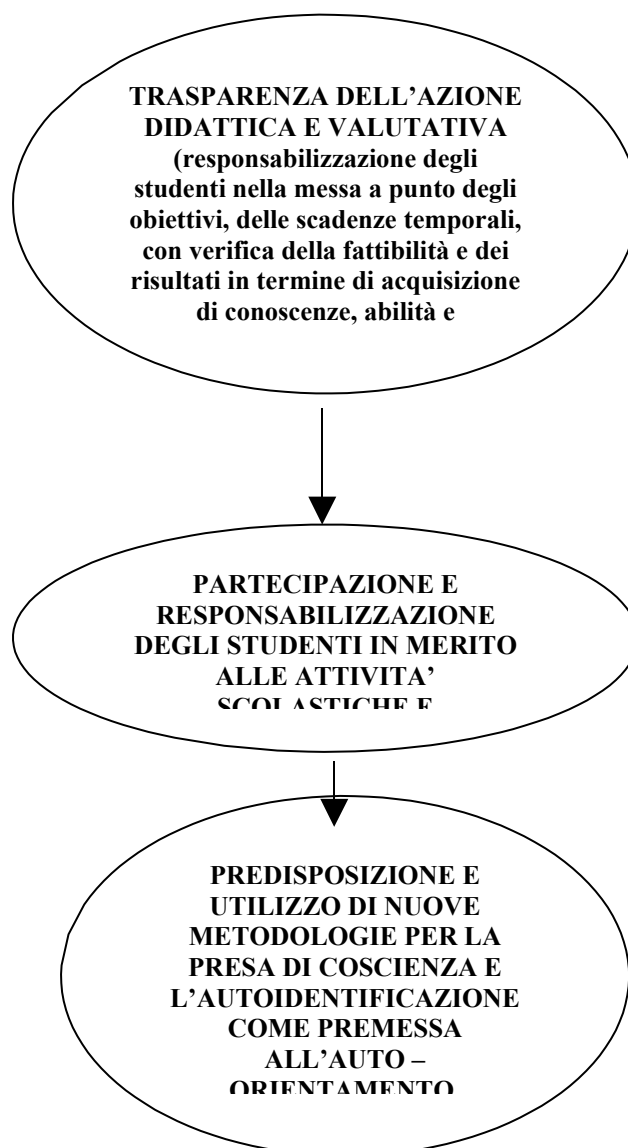 TRASPARENZA DELL’AZIONE
DIDATTICA E VALUTATIVA
(responsabilizzazione degli
studenti nella messa a punto degli
obiettivi, delle scadenze temporali,
con verifica della fattibilità e dei
risultati in termine di acquisizione
di conoscenze, abilità e
PARTECIPAZIONE E
RESPONSABILIZZAZIONE
DEGLI STUDENTI IN MERITO
ALLE ATTIVITA’
SCOLASTICHE E
PREDISPOSIZIONE E
UTILIZZO DI NUOVE
METODOLOGIE PER LA
PRESA DI COSCIENZA E
L’AUTOIDENTIFICAZIONE
COME PREMESSA
ALL’AUTO –
ORIENTAMENTO